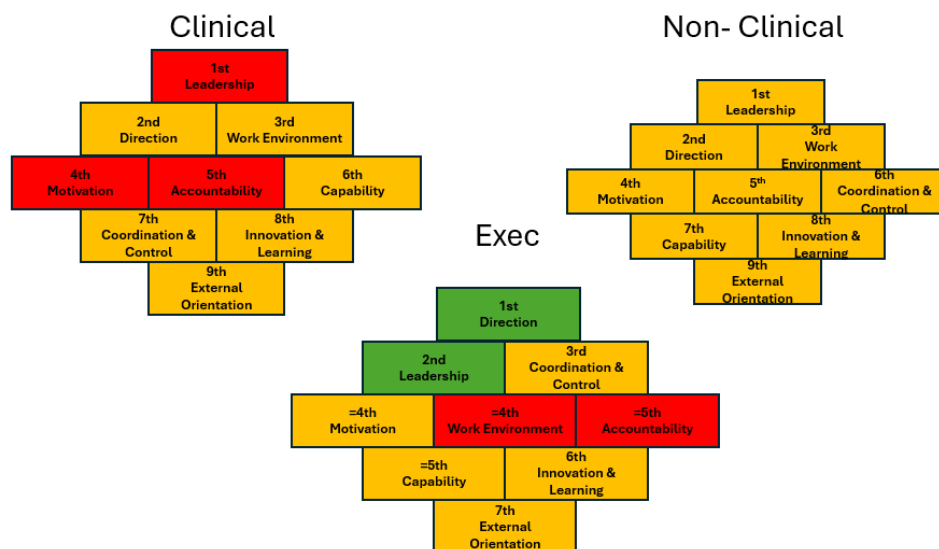 Clinical
1st
Leadership
2nd
Direction
3rd
Work Environment
4th
Motivation
5th
Accountability
6th
Capability
7th
Coordination &
Control
8th
Innovation &
Learning
9th
External
Orientation
Non- Clinical
1st
Leadership
2nd
Direction
3rd
Work
Environment
4th
Motivation
5th
Accountability
6th
Coordination &
Control
7th
Capability
8th
Innovation &
Learning
9th
External
Orientation
Exec
1st
Direction
2nd
Leadership
3rd
Coordination &
Control
=4th
Motivation
=4th
Work Environment
=5th
Accountability
=5th
Capability
6th
Innovation &
Learning
7th
External
Orientation